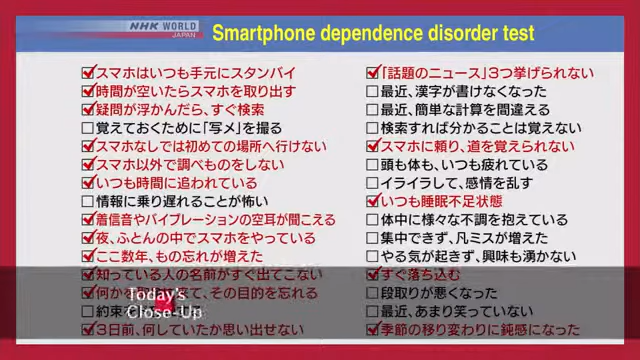 NHK WORLD
JAPAN
Smartphone dependence disorder test
スマホはいつも手元にスタンバイ
時間が空いたらスマホを取り出す
疑問が浮かんだら、すぐ検索
覚えておくために「写メ」を撮る
スマホなしでは初めての場所へ行けない
スマホ以外で調べものをしない
いつも時間に追われている
情報に乗り遅れることが怖い
着信音やバイブレーションの空耳が聞こえる
夜、ふとんの中でスマホをやっている
ここ数年、もの忘れが増えた
知っている人の名前がすぐ出てこない
何かを て、その目的を忘れる
約束
3日前、何していたか思い出せない
「話題のニュース」3つ挙げられない
最近、漢字が書けなくなった
最近、簡単な計算を間違える
検索すれば分かることは覚えない
スマホに頼り、道を覚えられない
頭も体も、いつも疲れている
イライラして、感情を乱す
いつも睡眠不足状態
体中に様々な不調を抱えている
集中できず、凡ミスが増えた
やる気が起きず、興味も湧かない
すぐ落ち込む
段取りが悪くなった
最近、あまり笑っていない
季節の移り変わりに鈍感になった
Today's
Close-Up